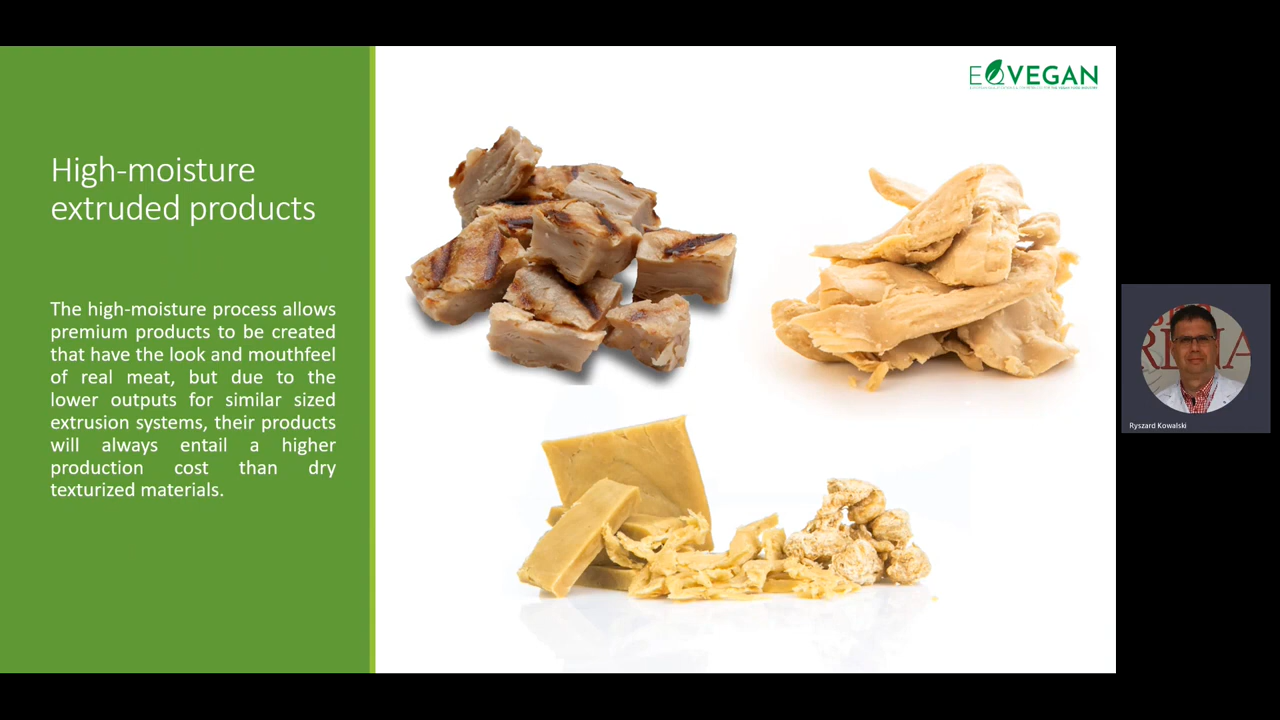 EQVEGAN
High-moisture
extruded products
The high-moisture process allows
premium products to be created
that have the look and mouthfeel
of real meat, but due to the
lower outputs for similar sized
extrusion systems, their products
will always entail a higher
production cost than dry
texturized materials.
Ryszard Kowalski